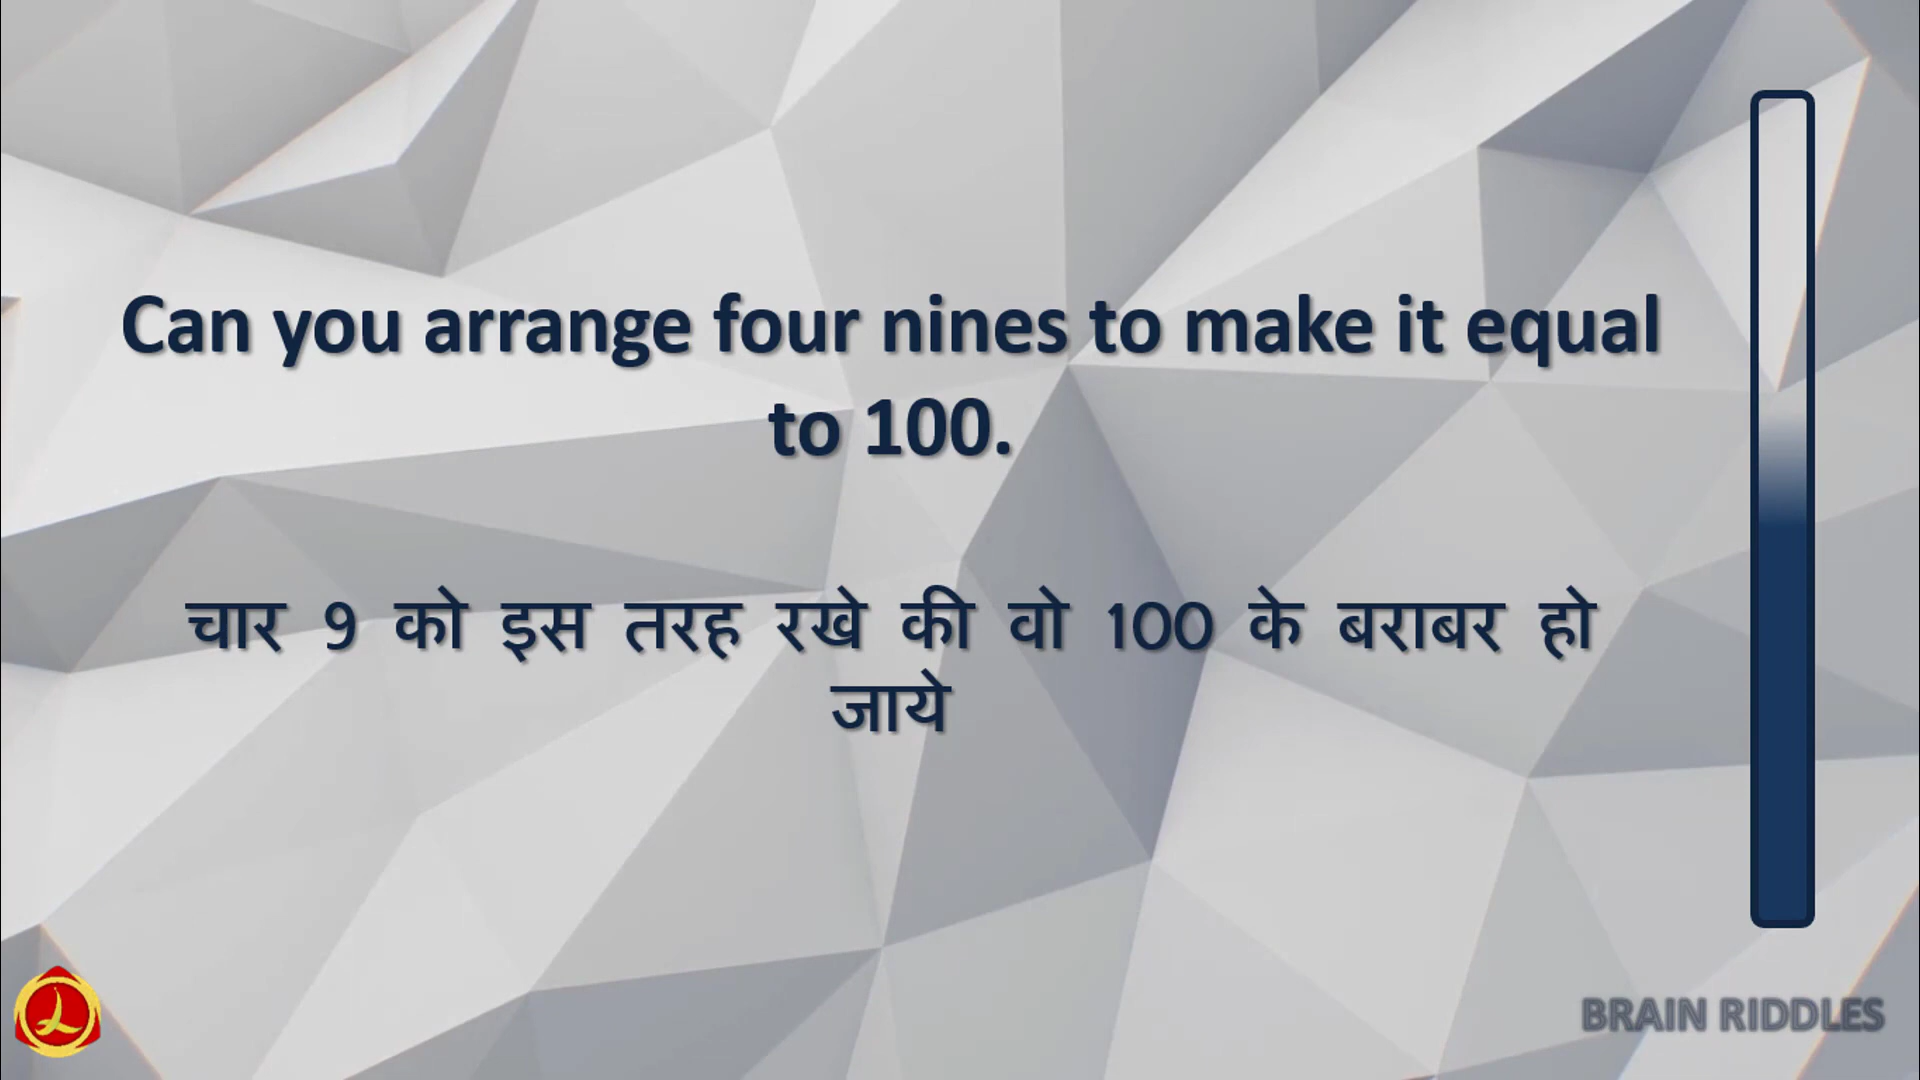 Can you arrange four nines to make it equal
to 100.
चार 9 को इस तरह रखे की वो 100 के बराबर हो
जाये
BRAIN RIDDLES